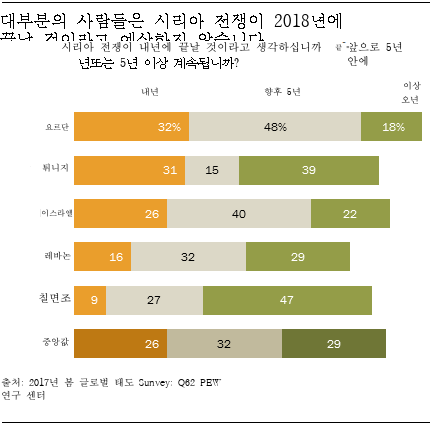 대부분의 사람들은 시리아 전쟁이 2018년에
끝날 것이라고 예상하지 않습니다
시리아 전쟁이 내년에 끝날 것이라고 생각하십니까 끝-앞으로 5년
년또는 5년 이상 계속됩니까? 안에
내년 향후 5년 이상
오년
요르단 32% 48% 18%
튀니지 31 15 39
이스라엘 26 40 22
레바논 16 32 29
칠면조 9 27 47
중앙값 26 32 29
출처: 2017년 봄 글로벌 태도 Survey: Q62 PEW
연구 센터